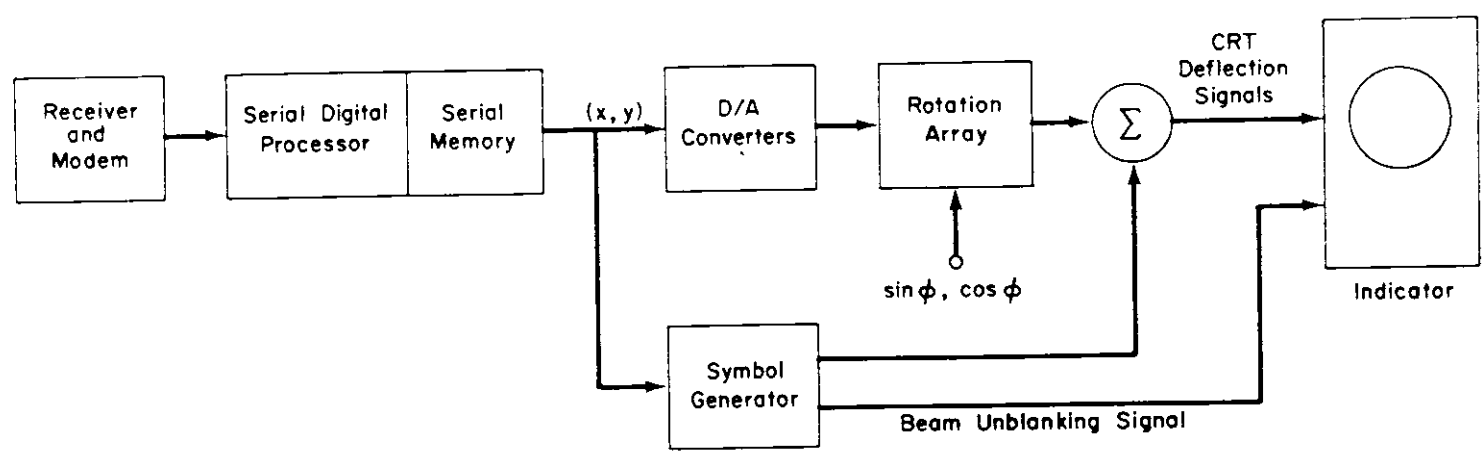 Receiver
and
Modem
Serial Digital
Processor
Serial
Memory
(x, y)
D/A
Converters
Rotation
Array
Σ
CRT
Deflection
Signals
sin ϕ, cos ϕ
Indicator
Symbol
Generator
Beam Unblanking Signal